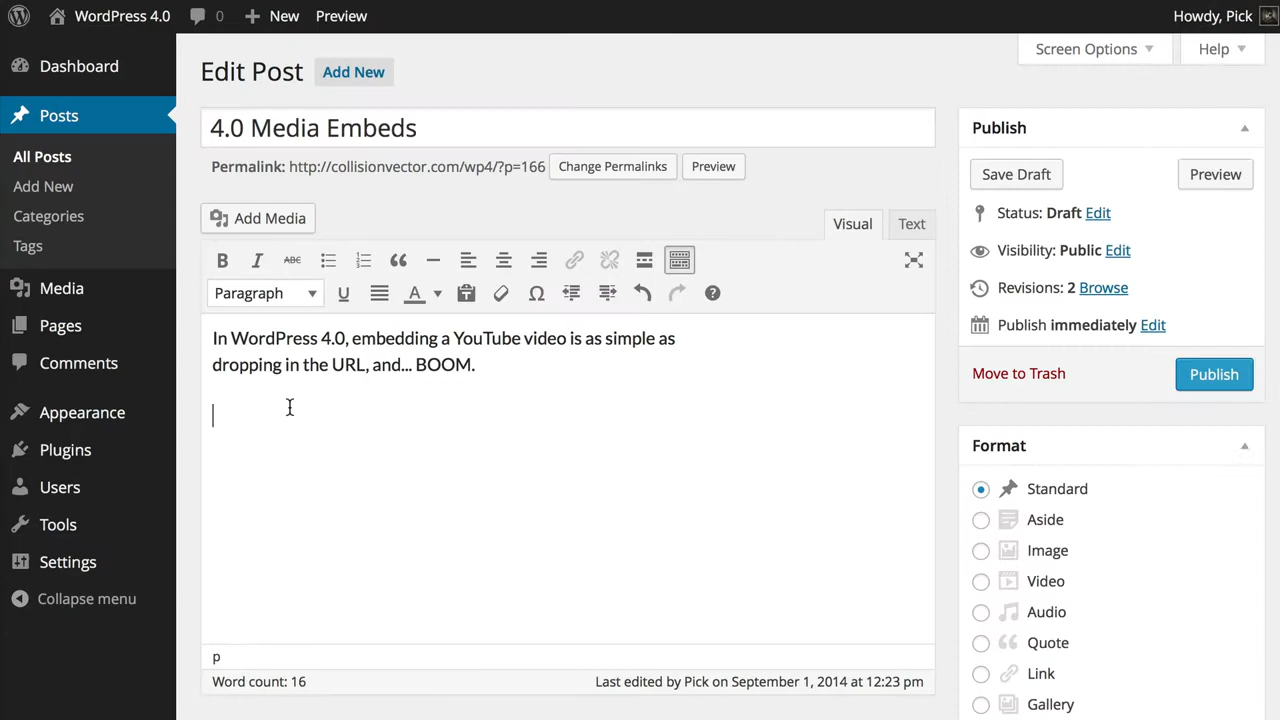 WordPress 4.0
0
New
Preview
Howdy, Pick
Dashboard
Posts
All Posts
Add New
Categories
Tags
Media
Pages
Comments
Appearance
Plugins
Users
Tools
Settings
Collapse menu
Screen Options
Help
Edit Post
Add New
4.0 Media Embeds
Permalink: http://collisionvector.com/wp4/?p=166
Change Permalinks
Preview
Add Media
Visual
Text
B I ABC
Paragraph
U
A
In WordPress 4.0, embedding a YouTube video is as simple as
dropping in the URL, and... BOOM.
p
Word count: 16
Last edited by Pick on September 1, 2014 at 12:23 pm
Publish
Save Draft
Preview
Status: Draft Edit
Visibility: Public Edit
Revisions: 2 Browse
Publish immediately Edit
Move to Trash
Publish
Format
Standard
Aside
Image
Video
Audio
Quote
Link
Gallery